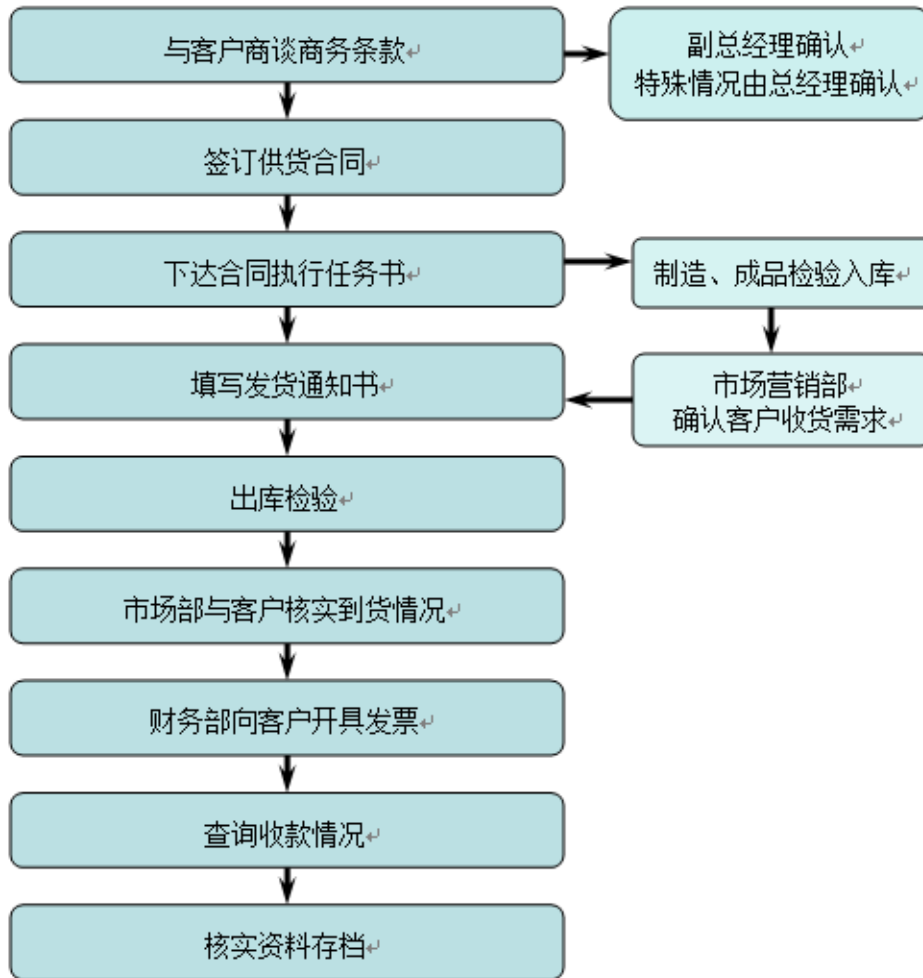 与客户商谈商务条款
副总经理确认
特殊情况由总经理确认
签订供货合同
下达合同执行任务书
制造、成品检验入库
填写发货通知书
市场营销部
确认客户收货需求
出库检验
市场部与客户核实到货情况
财务部向客户开具发票
查询收款情况
核实资料存档